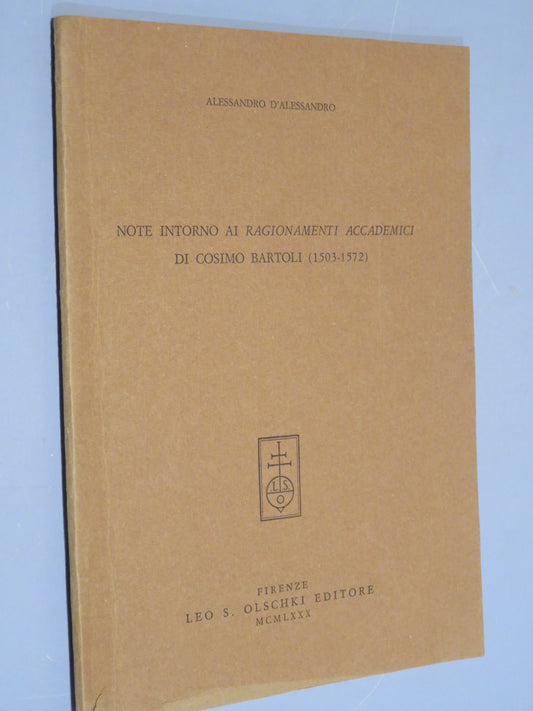 ALESSANDRO D'ALESSANDRO
NOTE INTORNO AI RAGIONAMENTI ACCADEMICI
DI COSIMO BARTOLI (1503-1572)
L S
O
FIRENZE
LEO S. OLSCHKI EDITORE
MCMLXXX